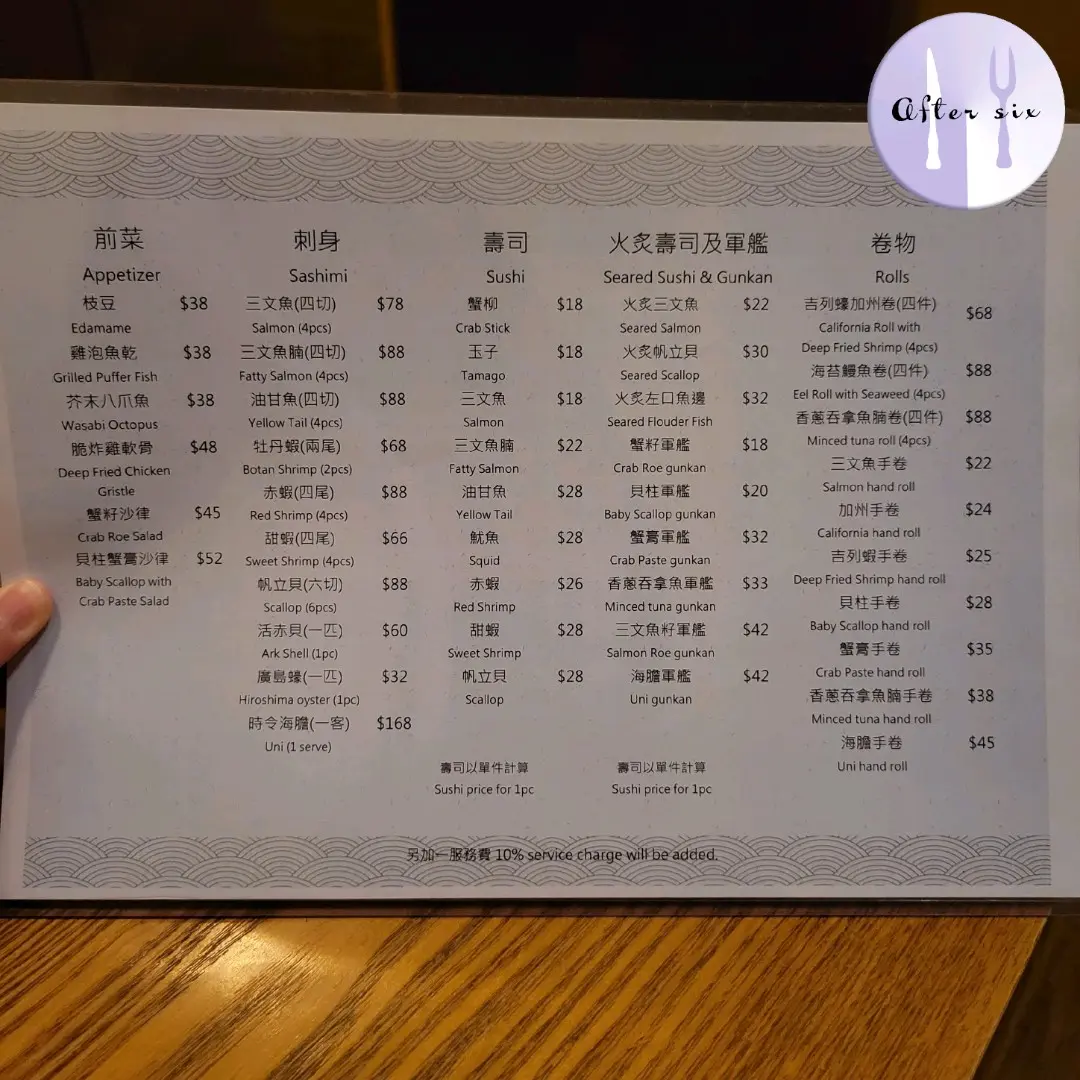 After six
前菜
Appetizer
枝豆 $38
Edamame
雞泡魚乾 $38
Grilled Puffer Fish
芥末八爪魚 $38
Wasabi Octopus
脆炸雞軟骨 $48
Deep Fried Chicken
Gristle
蟹籽沙律 $45
Crab Roe Salad
貝柱蟹膏沙律 $52
Baby Scallop with
Crab Paste Salad
刺身
Sashimi
三文魚(四切) $78
Salmon (4pcs)
三文魚腩(四切) $88
Fatty Salmon (4pcs)
油甘魚(四切) $88
Yellow Tail (4pcs)
牡丹蝦(兩尾) $68
Botan Shrimp (2pcs)
赤蝦(四尾) $88
Red Shrimp (4pcs)
甜蝦(四尾) $66
Sweet Shrimp (4pcs)
帆立貝(六切) $88
Scallop (6pcs)
活赤貝(一匹) $60
Ark Shell (1pc)
廣島蠔(一匹) $32
Hiroshima oyster (1pc)
時令海膽(一客) $168
Uni (1 serve)
壽司
Sushi
蟹柳 $18
Crab Stick
玉子 $18
Tamago
三文魚 $18
Salmon
三文魚腩 $22
Fatty Salmon
油甘魚 $28
Yellow Tail
魷魚 $28
Squid
赤蝦 $26
Red Shrimp
甜蝦 $28
Sweet Shrimp
帆立貝 $28
Scallop
壽司以單件計算
Sushi price for 1pc
火炙壽司及軍艦
Seared Sushi & Gunkan
火炙三文魚 $22
Seared Salmon
火炙帆立貝 $30
Seared Scallop
火炙左口魚邊 $32
Seared Flouder Fish
蟹籽軍艦 $18
Crab Roe gunkan
貝柱軍艦 $20
Baby Scallop gunkan
蟹膏軍艦 $32
Crab Paste gunkan
香蔥吞拿魚軍艦 $33
Minced tuna gunkan
三文魚籽軍艦 $42
Salmon Roe gunkan
海膽軍艦 $42
Uni gunkan
壽司以單件計算
Sushi price for 1pc
卷物
Rolls
吉列蠔加州卷(四件) $68
California Roll with
Deep Fried Shrimp (4pcs)
海苔鰻魚卷(四件) $88
Eel Roll with Seaweed (4pcs)
香蔥吞拿魚腩卷(四件) $88
Minced tuna roll (4pcs)
三文魚手卷 $22
Salmon hand roll
加州手卷 $24
California hand roll
吉列蝦手卷 $25
Deep Fried Shrimp hand roll
貝柱手卷 $28
Baby Scallop hand roll
蟹膏手卷 $35
Crab Paste hand roll
香蔥吞拿魚腩手卷 $38
Minced tuna hand roll
海膽手卷 $45
Uni hand roll
另加一服務費 10% service charge will be added.